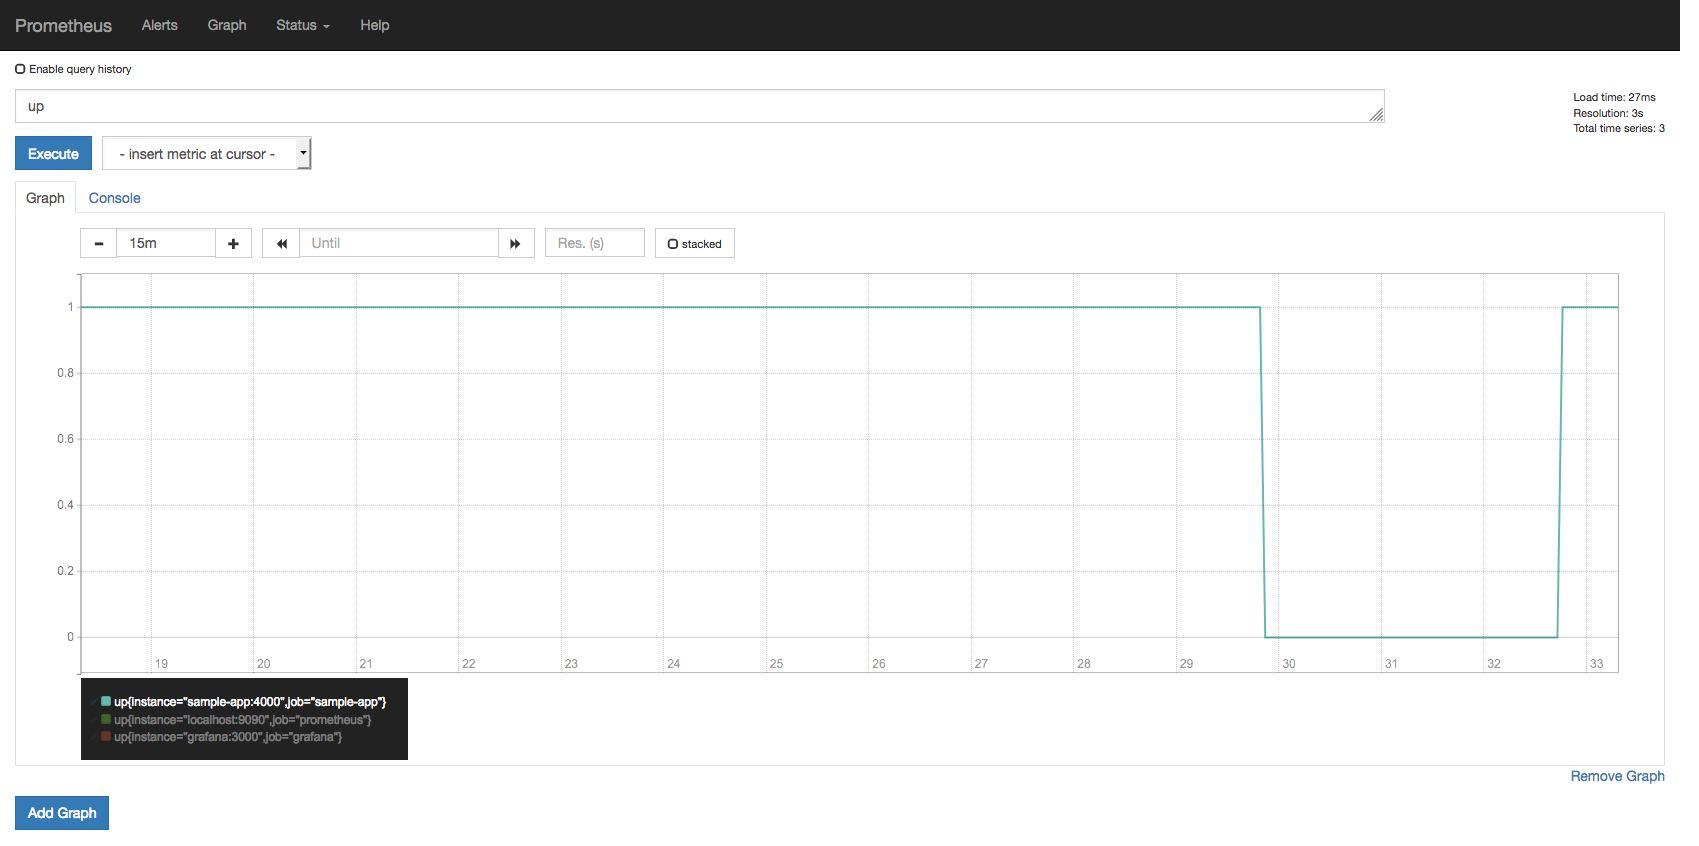 Prometheus Alerts Graph Status Help
Enable query history
up
Load time: 27ms
Resolution: 3s
Total time series: 3
Execute - insert metric at cursor -
Graph Console
15m Until Res. (s) stacked
1
0.8
0.6
0.4
0.2
0
19 20 21 22 23 24 25 26 27 28 29 30 31 32 33
up{instance="sample-app:4000",job="sample-app"}
up{instance="localhost:9090",job="prometheus"}
up{instance="grafana:3000",job="grafana"}
Remove Graph
Add Graph